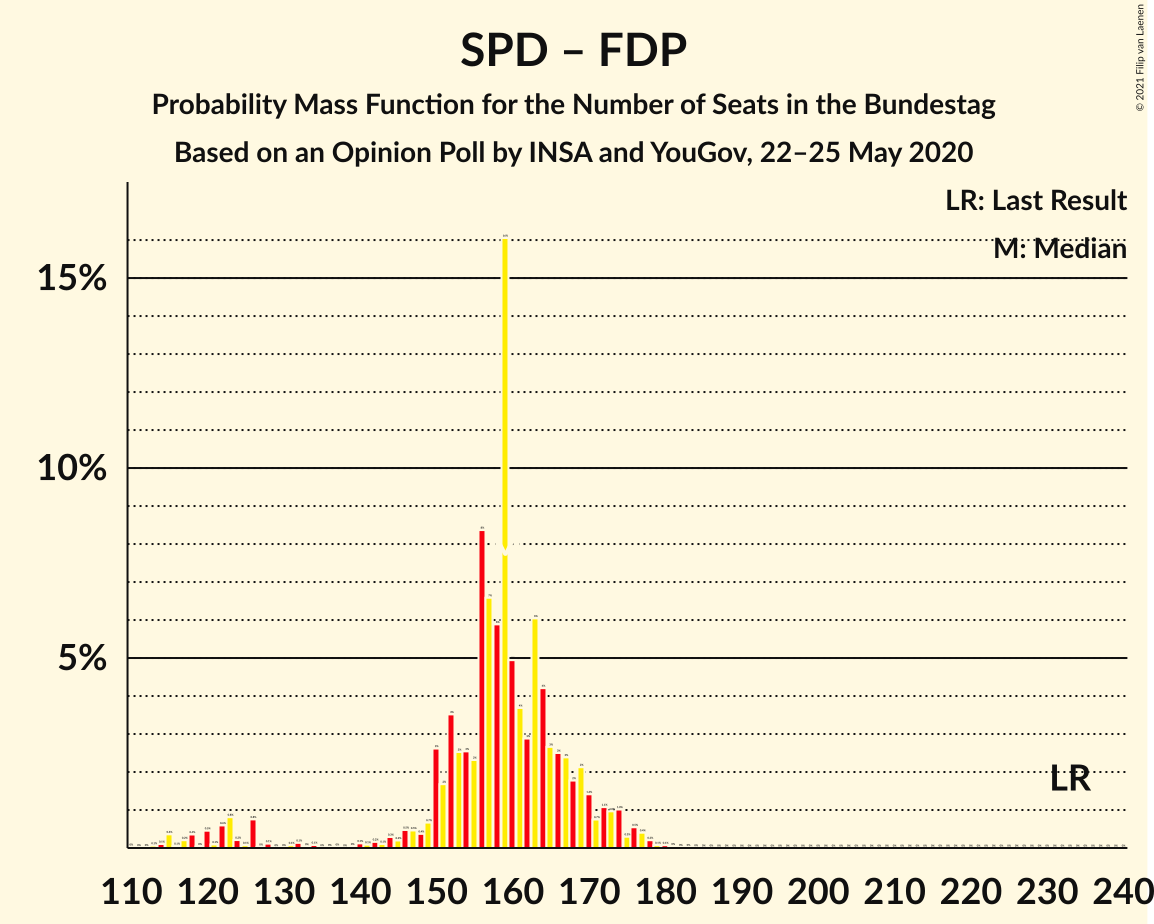 SPD – FDP
Probability Mass Function for the Number of Seats in the Bundestag
Based on an Opinion Poll by INSA and YouGov, 22–25 May 2020
© 2021 Filip van Laenen
LR: Last Result
M: Median
15%
10%
5%
LR
110 120 130 140 150 160 170 180 190 200 210 220 230 240